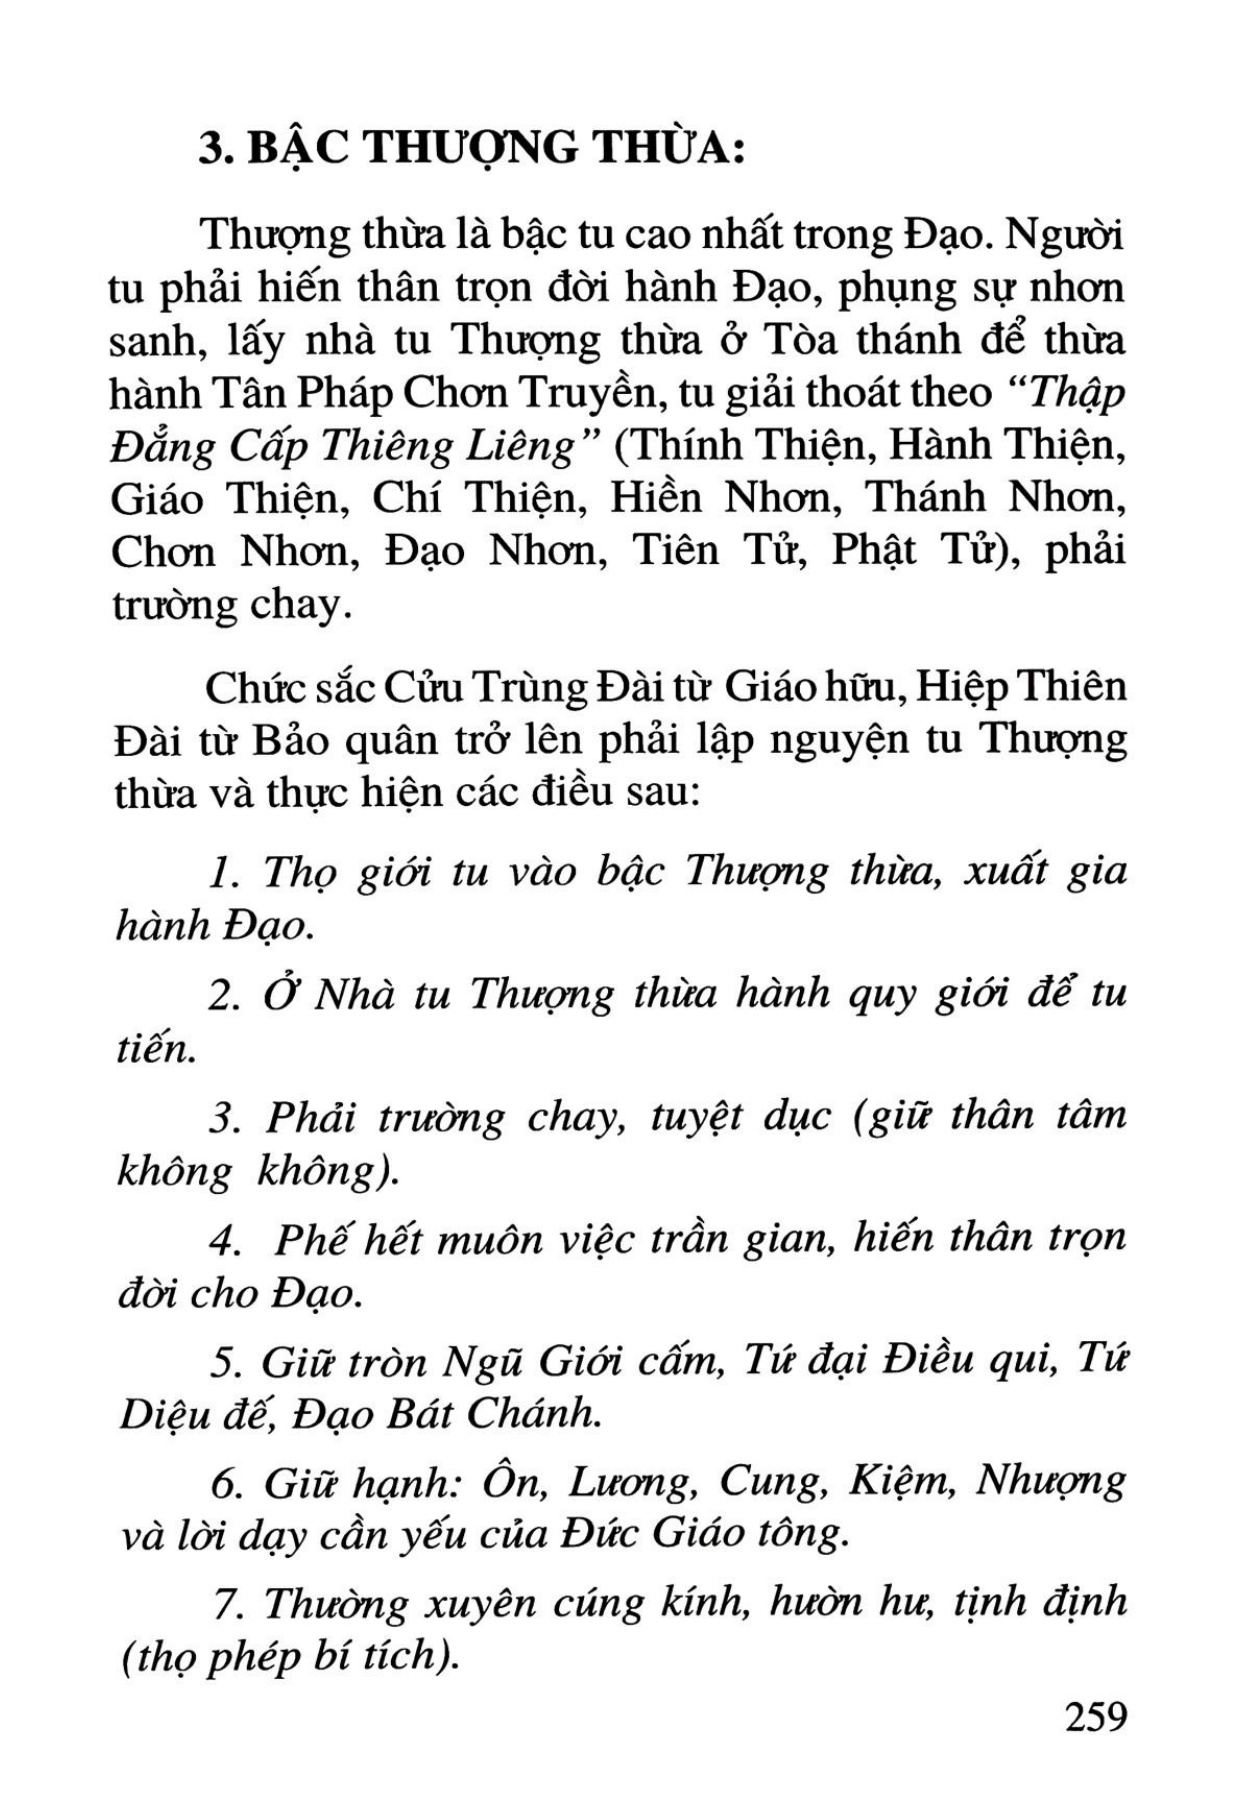 3. BẬC THƯỢNG THỪA:
Thượng thừa là bậc tu cao nhất trong Đạo. Người
tu phải hiến thân trọn đời hành Đạo, phụng sự nhơn
sanh, lấy nhà tu Thượng thừa ở Tòa thánh để thừa
hành Tân Pháp Chơn Truyền, tu giải thoát theo “Thập
Đẳng Cấp Thiêng Liêng” (Thính Thiện, Hành Thiện,
Giáo Thiện, Chí Thiện, Hiền Nhơn, Thánh Nhơn,
Chơn Nhơn, Đạo Nhơn, Tiên Tử, Phật Tử), phải
trường chay.
Chức sắc Cửu Trùng Đài từ Giáo hữu, Hiệp Thiên
Đài từ Bảo quân trở lên phải lập nguyện tu Thượng
thừa và thực hiện các điều sau:
1. Thọ giới tu vào bậc Thượng thừa, xuất gia
hành Đạo.
2. Ở Nhà tu Thượng thừa hành quy giới để tu
tiến.
3. Phải trường chay, tuyệt dục (giữ thân tâm
không không).
4. Phế hết muôn việc trần gian, hiến thân trọn
đời cho Đạo.
5. Giữ tròn Ngũ Giới cấm, Tứ đại Điều qui, Tứ
Diệu đế, Đạo Bát Chánh.
6. Giữ hạnh: Ôn, Lương, Cung, Kiệm, Nhượng
và lời dạy cần yếu của Đức Giáo tông.
7. Thường xuyên cúng kính, hườn hư, tịnh định
(thọ phép bí tích).
259